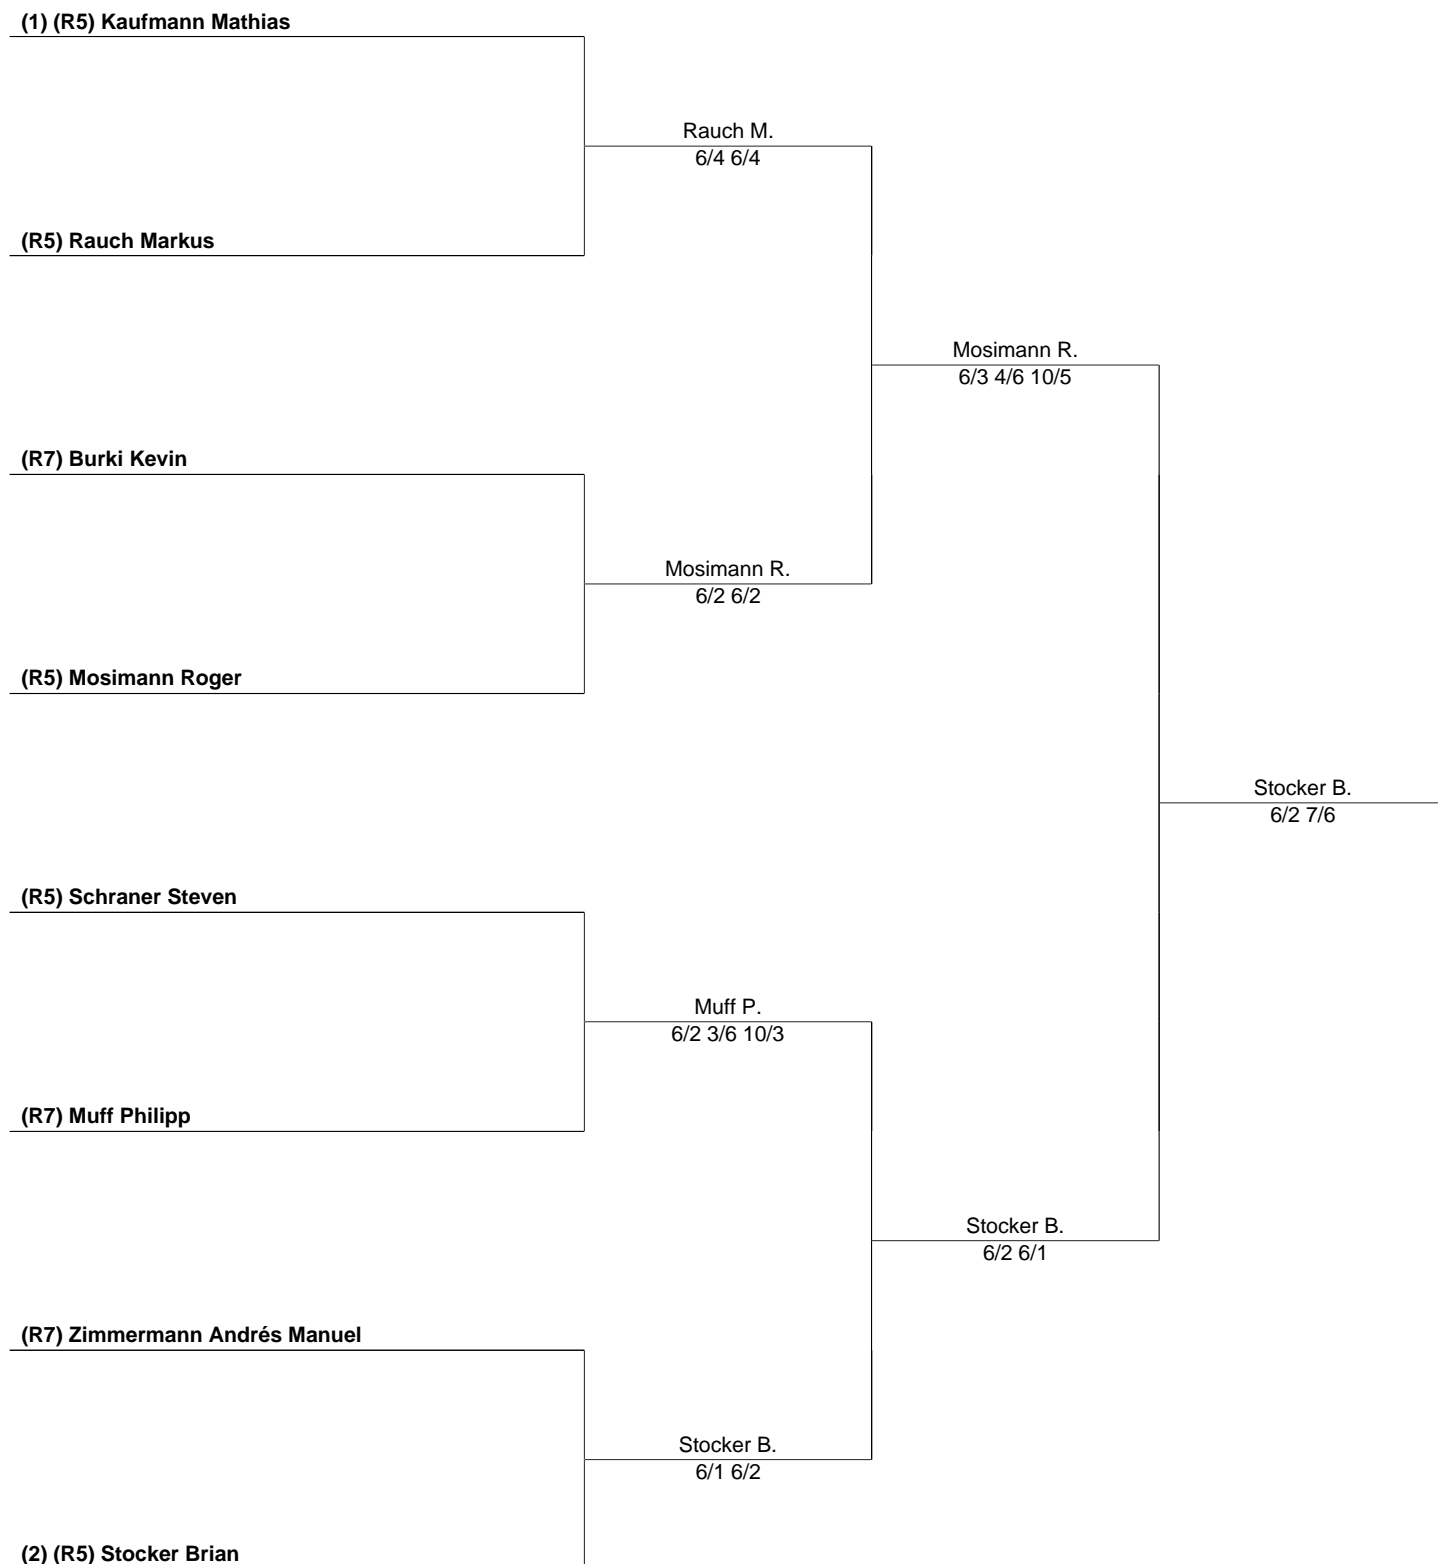 (1) (R5) Kaufmann Mathias
Rauch M.
6/4 6/4
(R5) Rauch Markus
Mosimann R.
6/3 4/6 10/5
(R7) Burki Kevin
Mosimann R.
6/2 6/2
(R5) Mosimann Roger
Stocker B.
6/2 7/6
(R5) Schraner Steven
Muff P.
6/2 3/6 10/3
(R7) Muff Philipp
Stocker B.
6/2 6/1
(R7) Zimmermann Andrés Manuel
Stocker B.
6/1 6/2
(2) (R5) Stocker Brian